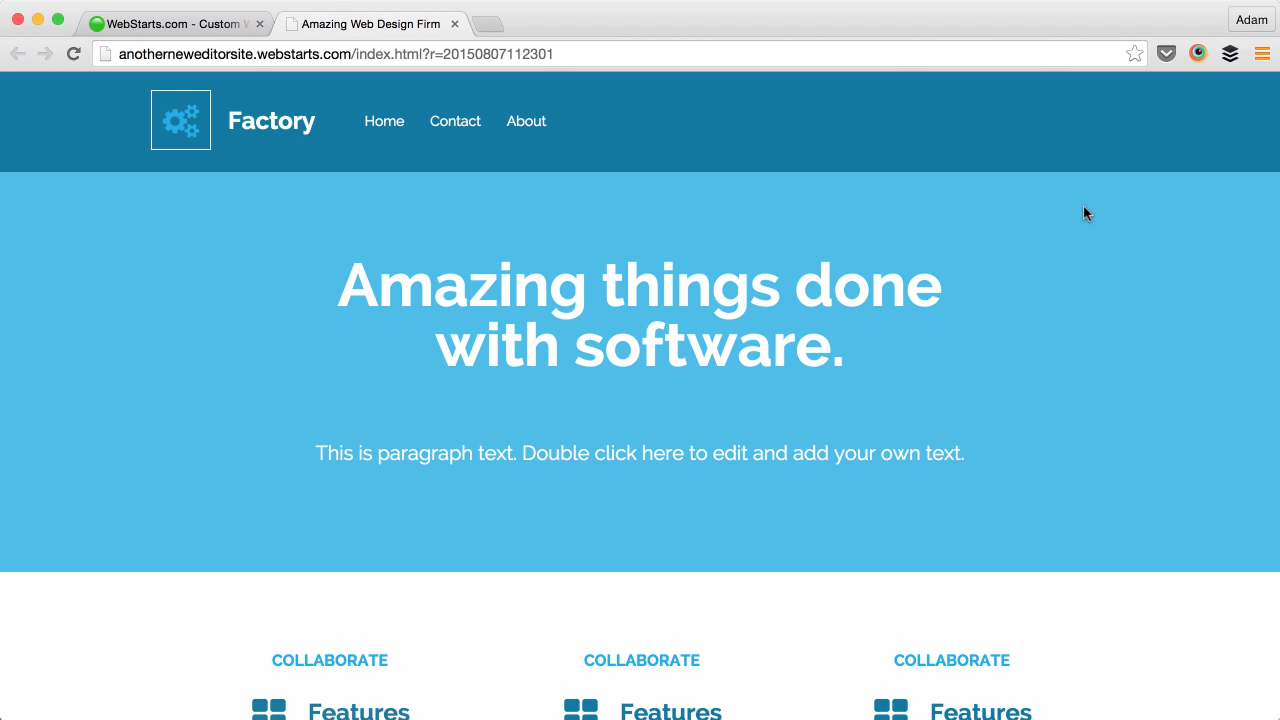 WebStarts.com - Custom
Amazing Web Design Firm
Adam
anotherneweditorsite.webstarts.com/index.html?r=20150807112301
Factory
Home
Contact
About
Amazing things done
with software.
This is paragraph text. Double click here to edit and add your own text.
COLLABORATE
COLLABORATE
COLLABORATE
Features
Features
Features